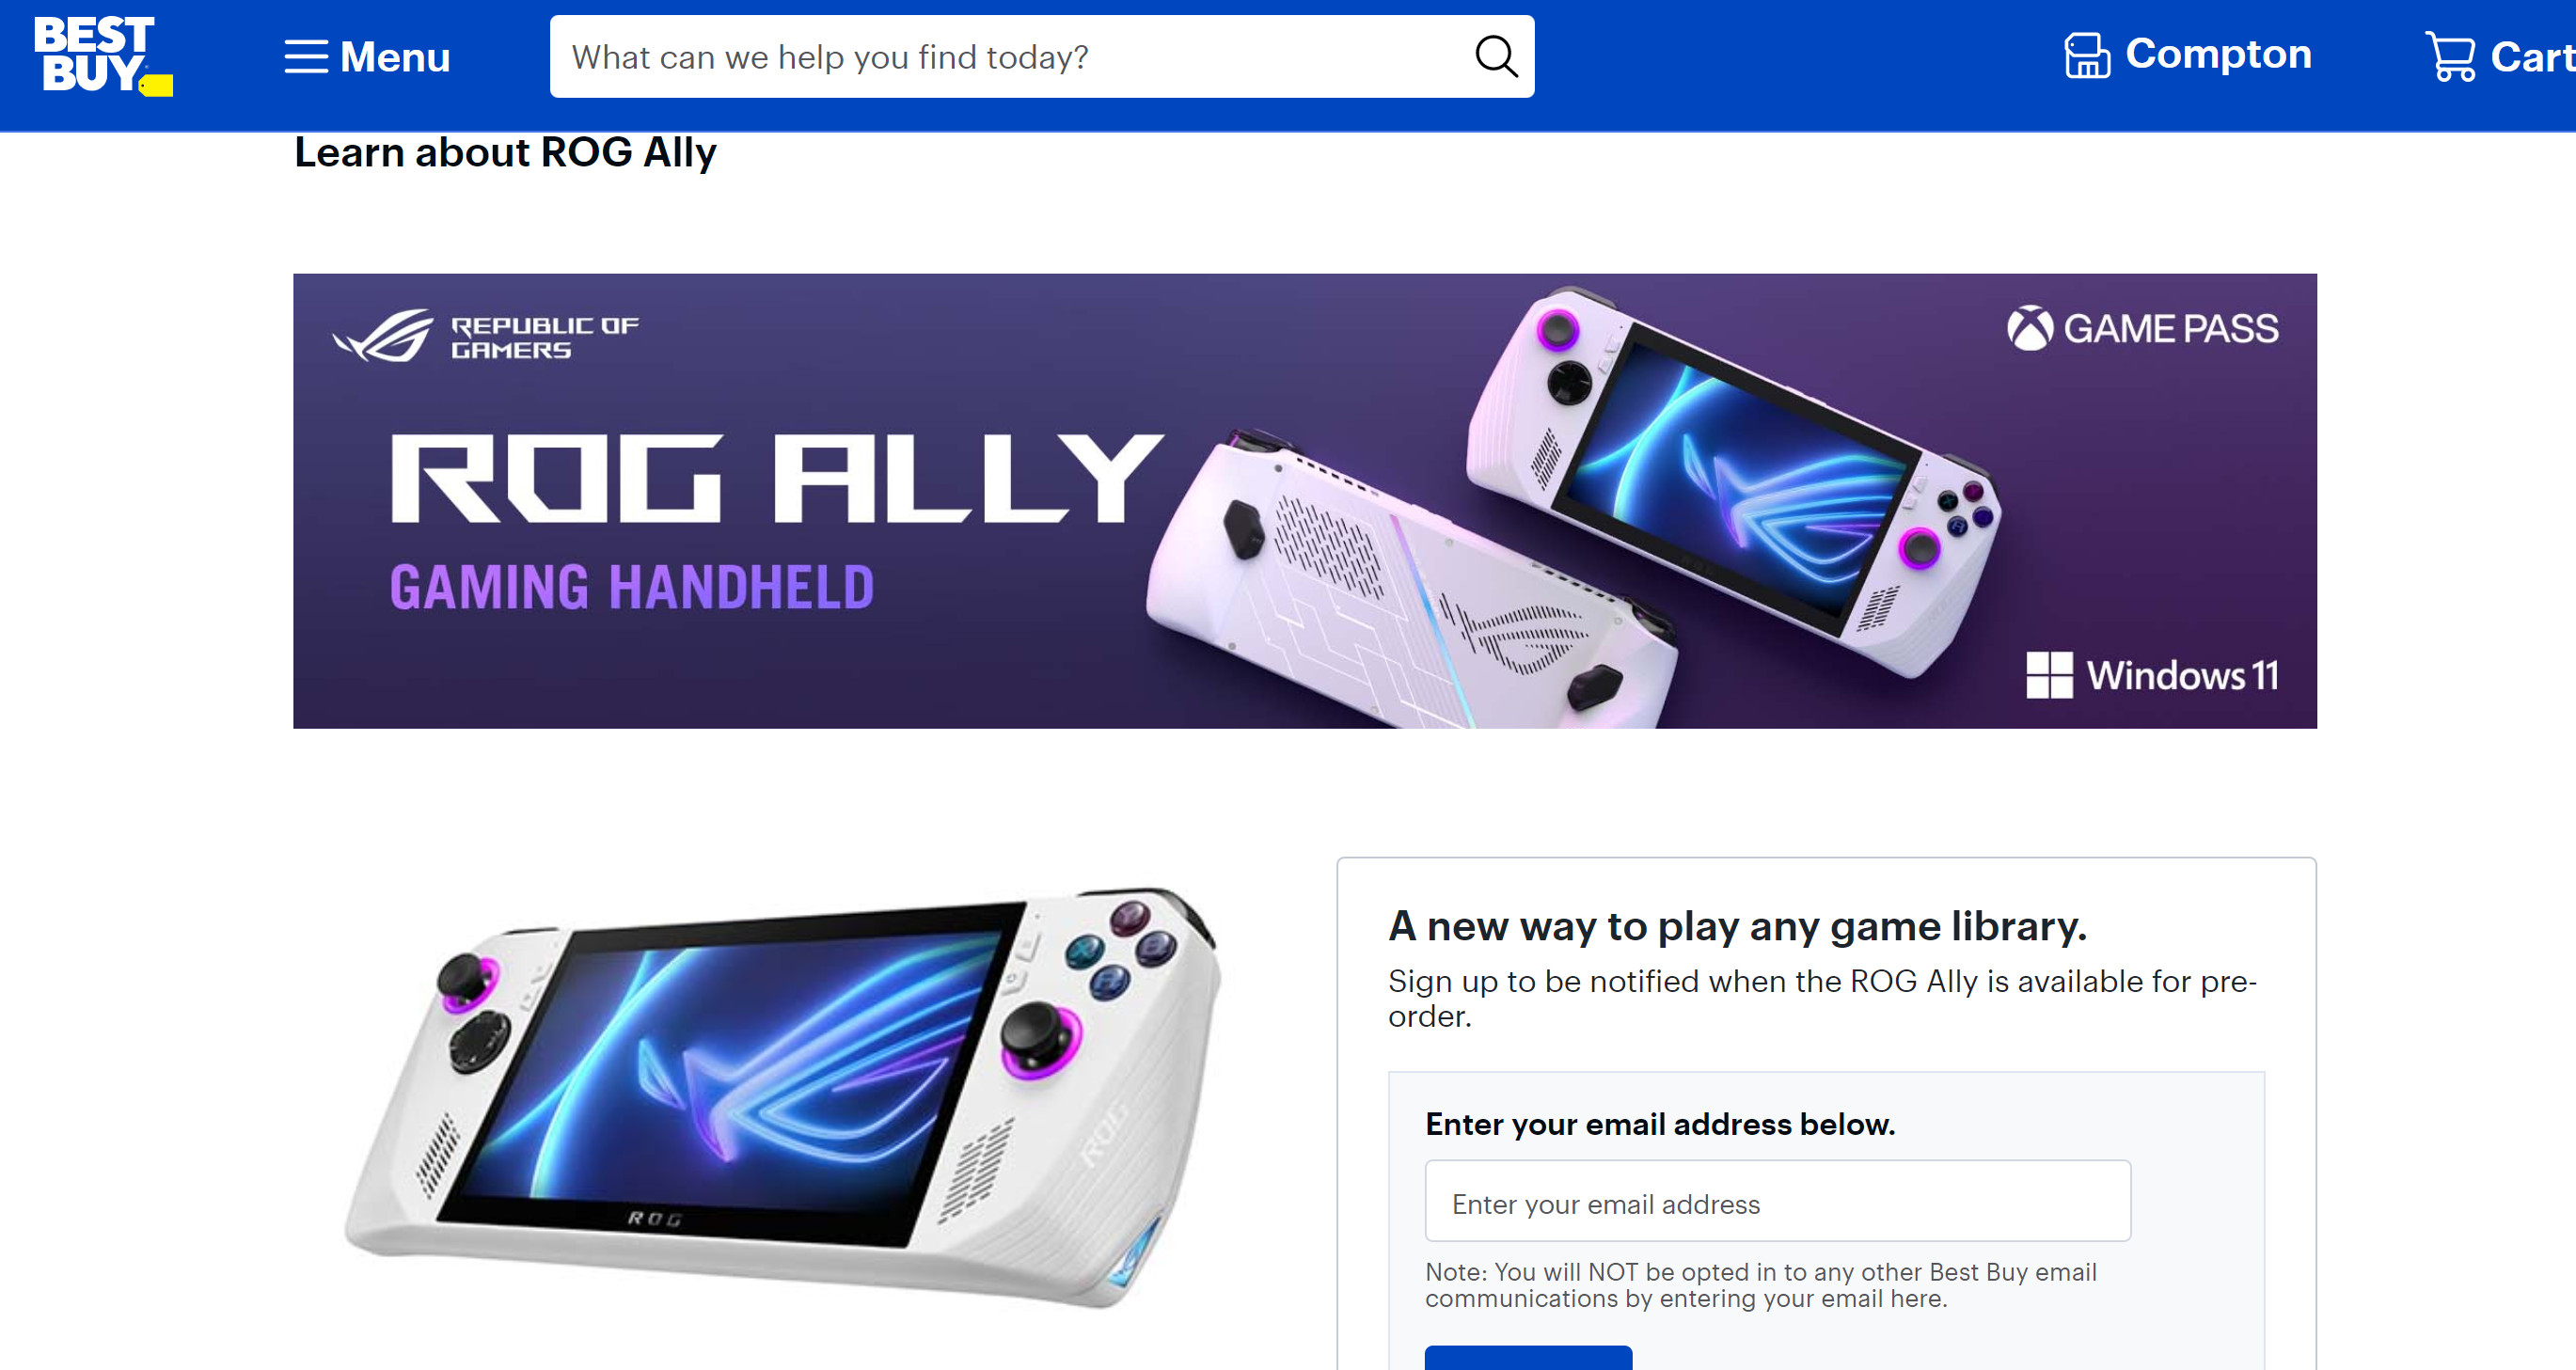 BEST
BUY
Menu
What can we help you find today?
Compton
Cart
Learn about ROG Ally
REPUBLIC OF
GAMERS
GAME PASS
ROG ALLY
GAMING HANDHELD
Windows 11
ROG
ROG
A new way to play any game library.
Sign up to be notified when the ROG Ally is available for pre-
order.
Enter your email address below.
Enter your email address
Note: You will NOT be opted in to any other Best Buy email
communications by entering your email here.